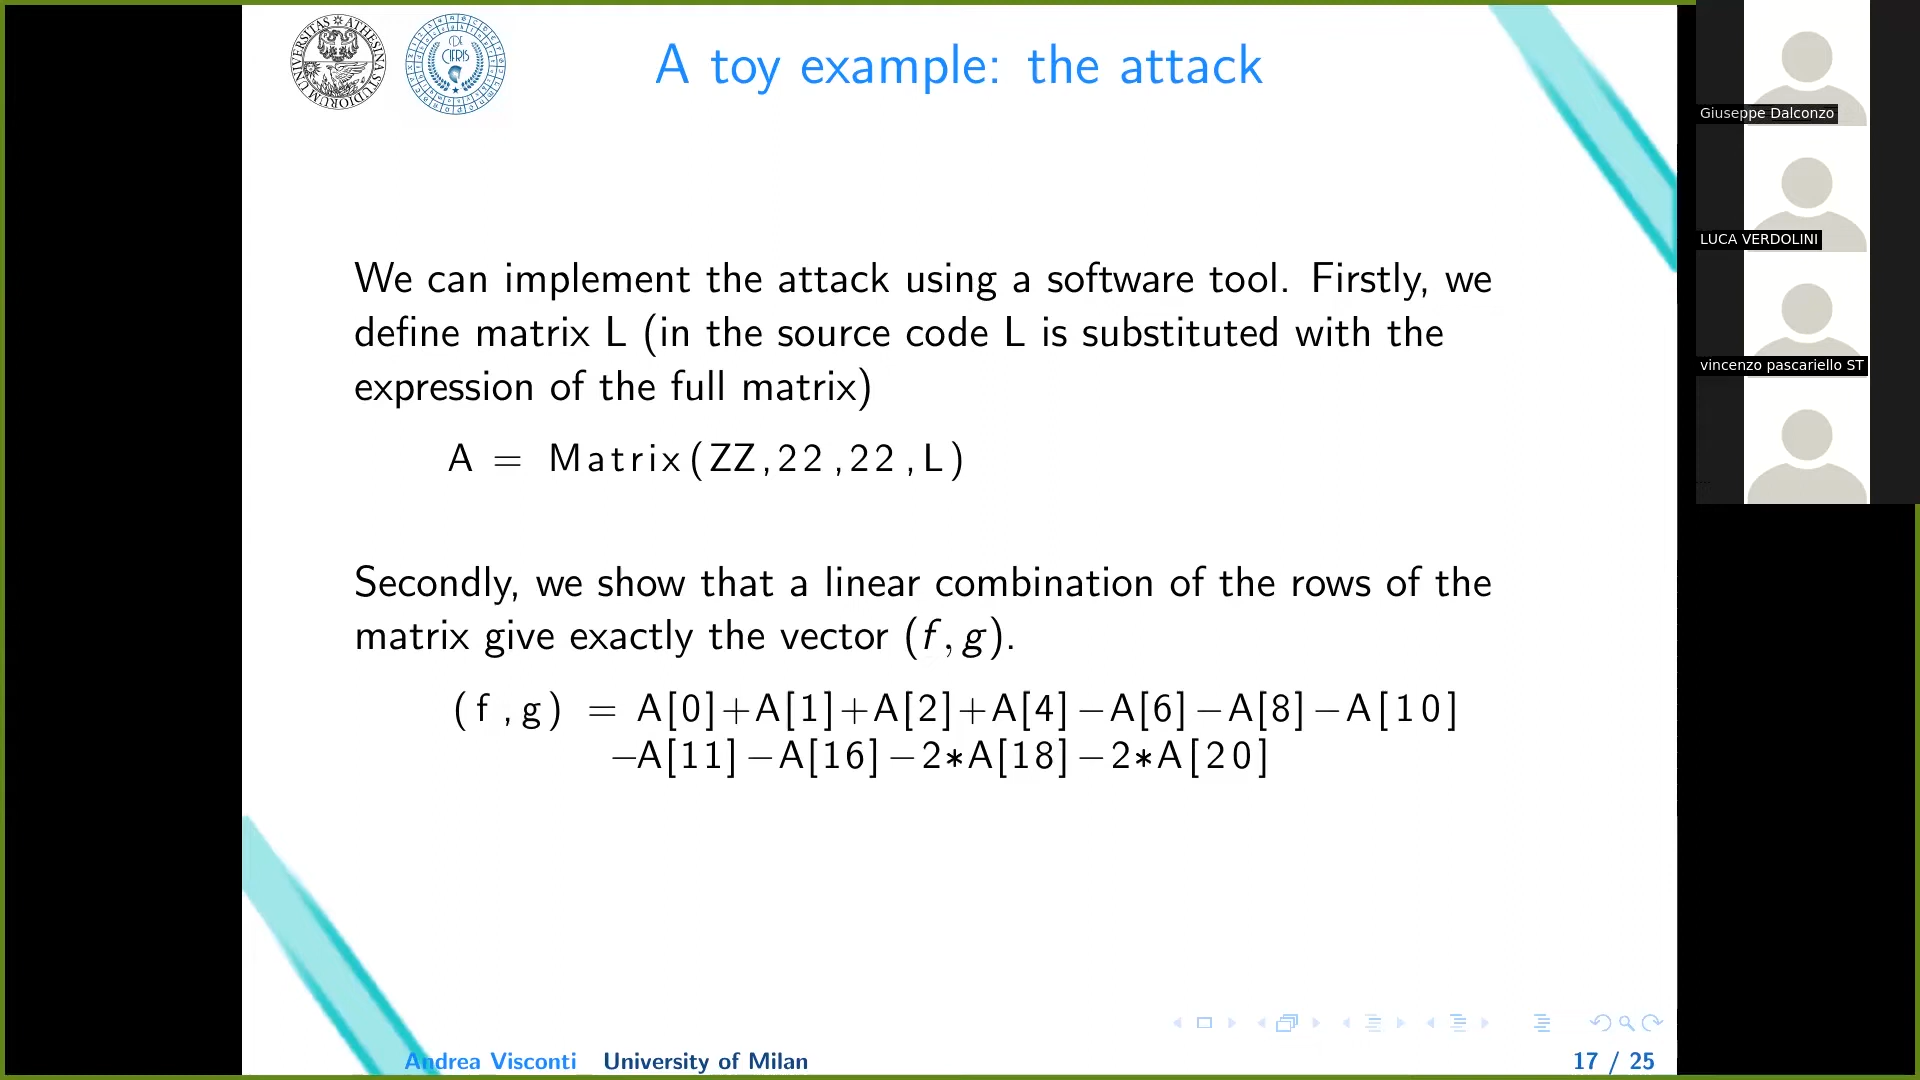 A toy example: the attack
We can implement the attack using a software tool. Firstly, we
define matrix L (in the source code L is substituted with the
expression of the full matrix)
A = Matrix(ZZ,22,22,L)
Secondly, we show that a linear combination of the rows of the
matrix give exactly the vector (f,g).
(f,g) = A[0]+A[1]+A[2]+A[4]−A[6]−A[8]−A[10]
−A[11]−A[16]−2*A[18]−2*A[20]
Andrea Visconti University of Milan
17 / 25
Giuseppe Dalconzo
LUCA VERDOLINI
vincenzo pascariello ST
DE CIFRIS